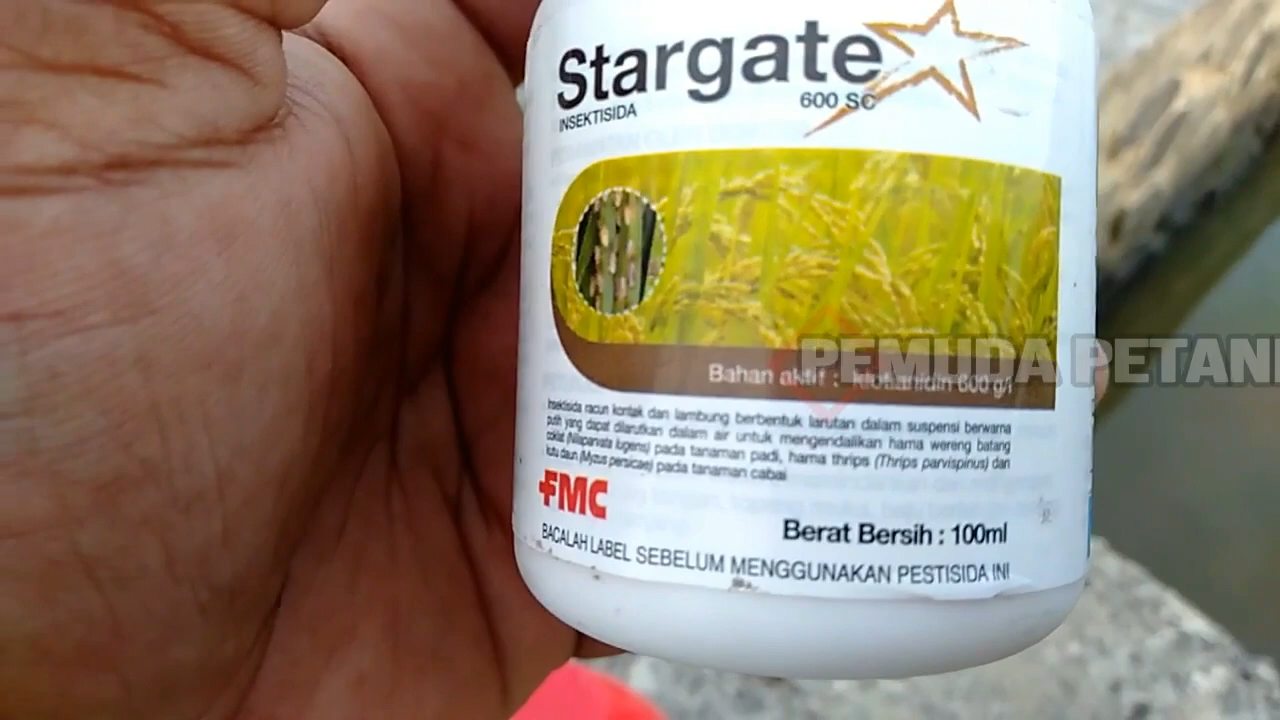 Stargate
600 SC
INSEKTISIDA
PEMUDA PETANI
Bahan aktif : klotianidin 600 g/l
Insektisida racun kontak dan lambung berbentuk larutan dalam suspensi berwarna
putih yang dapat dilarutkan dalam air untuk mengendalikan hama wereng batang
coklat (Nilaparvata lugens) pada tanaman padi, hama thrips (Thrips parvispinus) dan
kutu daun (Myzus persicae) pada tanaman cabai
FMC
Berat Bersih : 100ml
BACALAH LABEL SEBELUM MENGGUNAKAN PESTISIDA INI